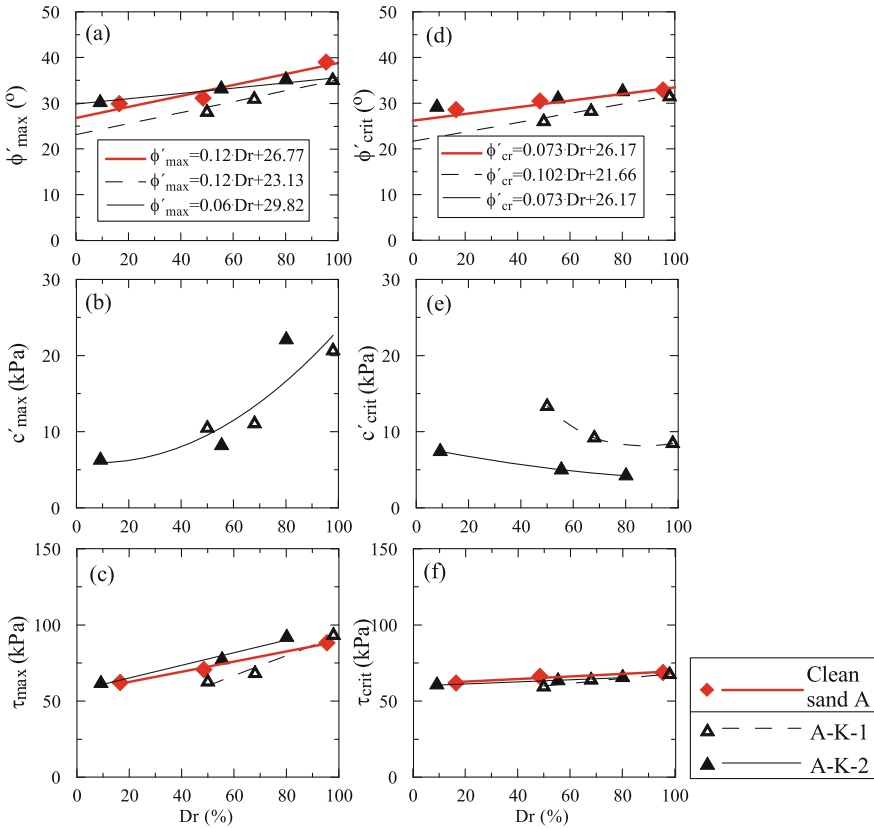 (a)
50
40
30
20
10
0
0 20 40 60 80 100
ϕ´max (°)
ϕ´max=0.12·Dr+26.77
ϕ´max=0.12·Dr+23.13
ϕ´max=0.06·Dr+29.82
(d)
50
40
30
20
10
0
0 20 40 60 80 100
ϕ´crit (°)
ϕ´cr=0.073·Dr+26.17
ϕ´cr=0.102·Dr+21.66
ϕ´cr=0.073·Dr+26.17
(b)
30
20
10
0
0 20 40 60 80 100
c´max (kPa)
(e)
30
20
10
0
0 20 40 60 80 100
c´crit (kPa)
(c)
150
100
50
0
0 20 40 60 80 100
τmax (kPa)
Dr (%)
(f)
150
100
50
0
0 20 40 60 80 100
τcrit (kPa)
Dr (%)
Clean
sand A
A-K-1
A-K-2